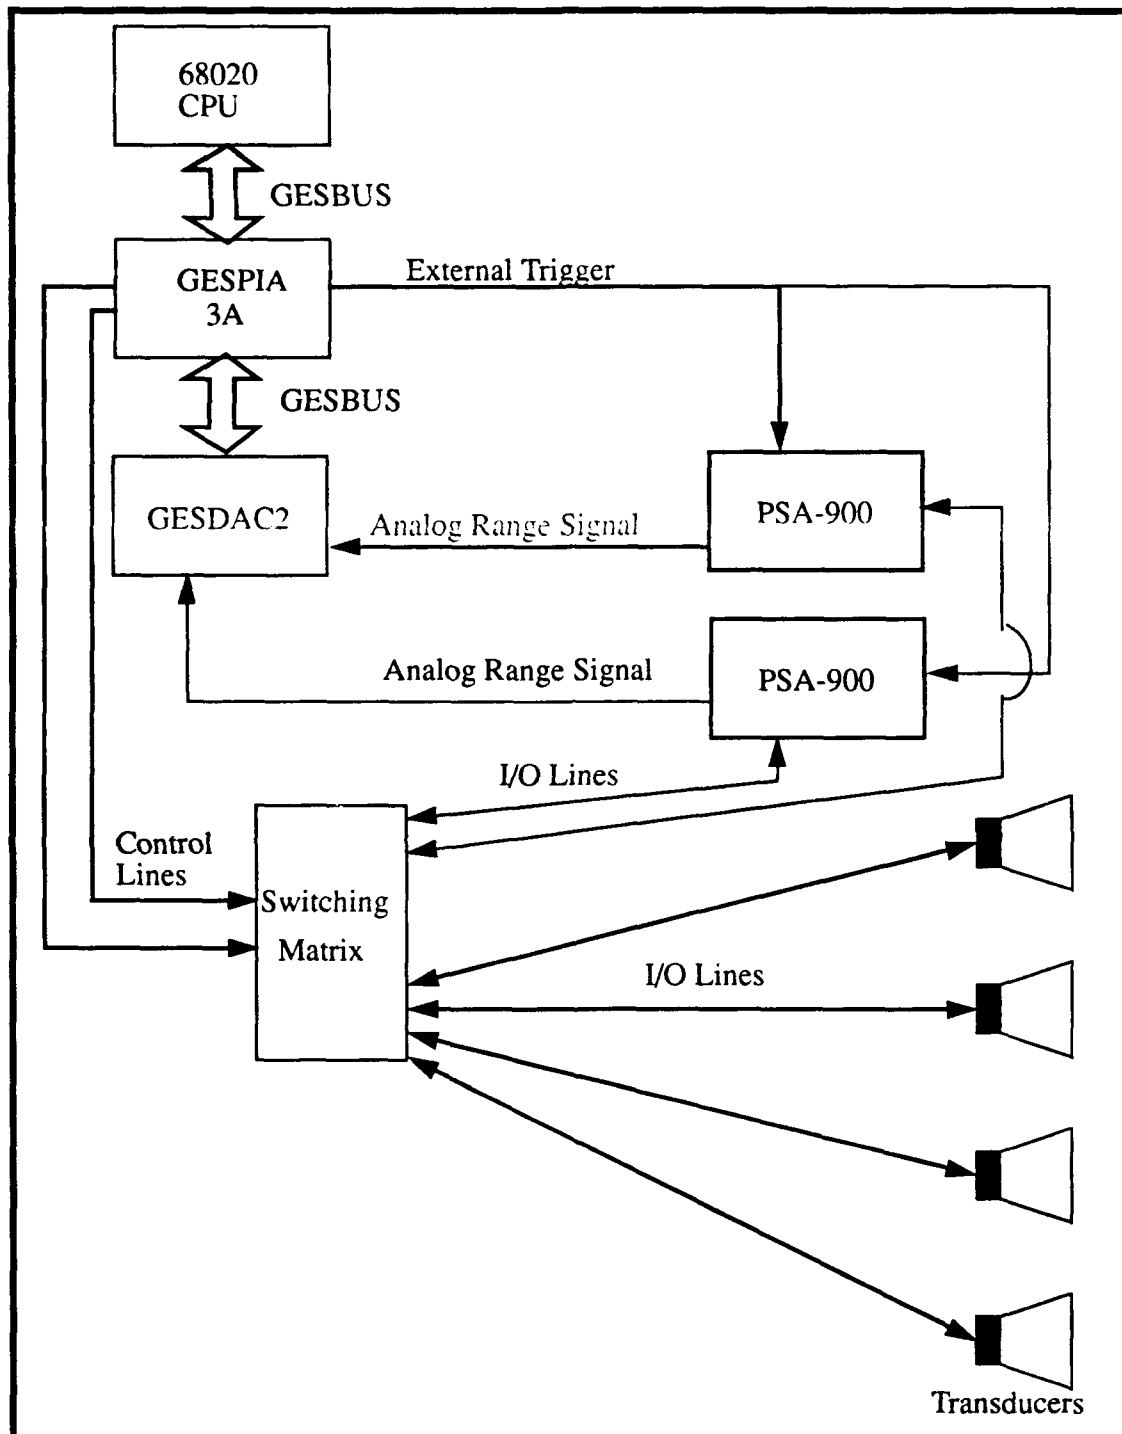 68020
CPU
GESBUS
GESPIA
3A
External Trigger
GESBUS
GESDAC2
Analog Range Signal
PSA-900
Analog Range Signal
PSA-900
I/O Lines
Control
Lines
Switching
Matrix
I/O Lines
Transducers